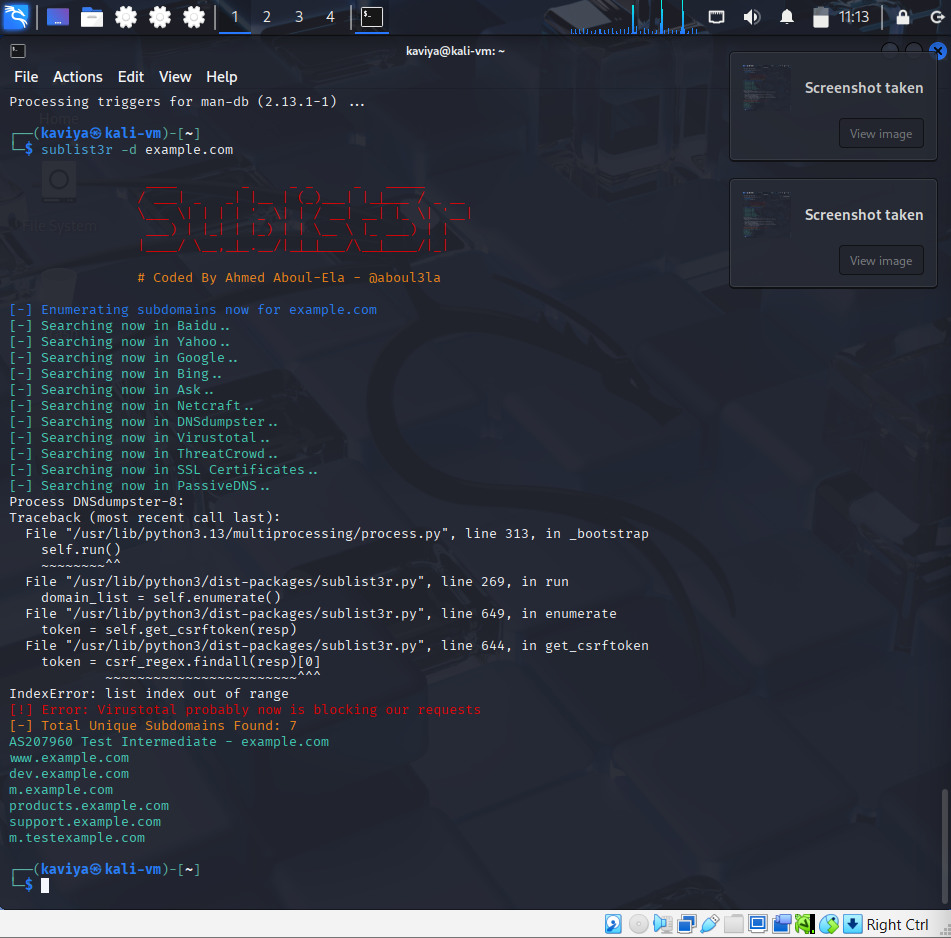 1 2 3 4 11:13
kaviya@kali-vm: ~
File Actions Edit View Help
Screenshot taken
View image
Screenshot taken
View image
Processing triggers for man-db (2.13.1-1) ...
Home
┌──(kaviya㉿kali-vm)-[~]
└─$ sublist3r -d example.com
File System
# Coded By Ahmed Aboul-Ela - @aboul3la
[-] Enumerating subdomains now for example.com
[-] Searching now in Baidu..
[-] Searching now in Yahoo..
[-] Searching now in Google..
[-] Searching now in Bing..
[-] Searching now in Ask..
[-] Searching now in Netcraft..
[-] Searching now in DNSdumpster..
[-] Searching now in Virustotal..
[-] Searching now in ThreatCrowd..
[-] Searching now in SSL Certificates..
[-] Searching now in PassiveDNS..
Process DNSdumpster-8:
Traceback (most recent call last):
  File "/usr/lib/python3.13/multiprocessing/process.py", line 313, in _bootstrap
    self.run()
    ~~~~~~~~^^
  File "/usr/lib/python3/dist-packages/sublist3r.py", line 269, in run
    domain_list = self.enumerate()
  File "/usr/lib/python3/dist-packages/sublist3r.py", line 649, in enumerate
    token = self.get_csrftoken(resp)
  File "/usr/lib/python3/dist-packages/sublist3r.py", line 644, in get_csrftoken
    token = csrf_regex.findall(resp)[0]
            ~~~~~~~~~~~~~~~~~~~~~~~~^^^
IndexError: list index out of range
[!] Error: Virustotal probably now is blocking our requests
[-] Total Unique Subdomains Found: 7
AS207960 Test Intermediate - example.com
www.example.com
dev.example.com
m.example.com
products.example.com
support.example.com
m.testexample.com
┌──(kaviya㉿kali-vm)-[~]
└─$
Right Ctrl